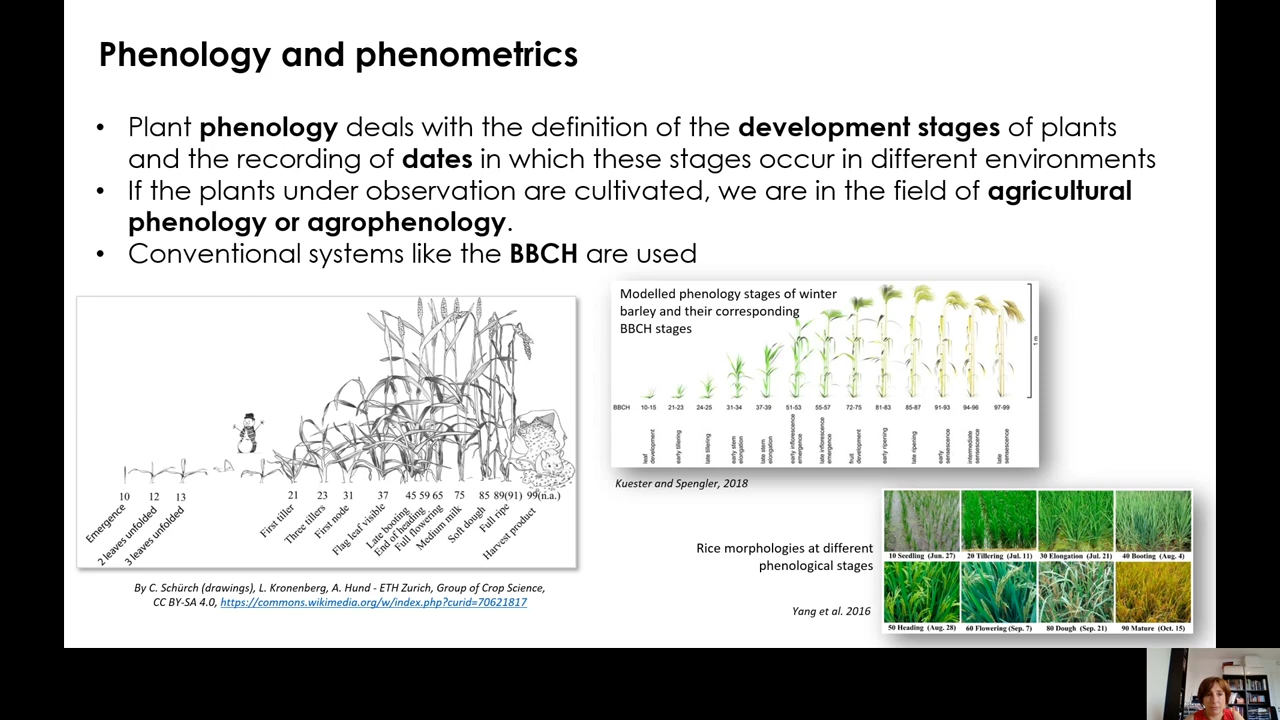 Phenology and phenometrics
• Plant phenology deals with the definition of the development stages of plants
and the recording of dates in which these stages occur in different environments
• If the plants under observation are cultivated, we are in the field of agricultural
phenology or agrophenology.
• Conventional systems like the BBCH are used
10 12 13 21 23 31 37 45 59 65 75 85 89(91) 99(n.a.)
Emergence
2 leaves unfolded
3 leaves unfolded
First tiller
Three tillers
First node
Flag leaf visible
Late booting
End of heading
Full flowering
Medium milk
Soft dough
Full ripe
Harvest product
By C. Schürch (drawings), L. Kronenberg, A. Hund - ETH Zurich, Group of Crop Science,
CC BY-SA 4.0, https://commons.wikimedia.org/w/index.php?curid=70621817
Modelled phenology stages of winter
barley and their corresponding
BBCH stages
1 m
BBCH 10-15 21-23 24-25 31-34 37-39 51-53 55-57 72-75 81-83 85-87 91-93 94-96 97-99
leaf development
early tillering
late tillering
early stem elongation
late stem elongation
early inflorescence emergence
late inflorescence emergence
fruit development
early ripening
late ripening
early senescence
intermediate senescence
late senescence
Kuester and Spengler, 2018
Rice morphologies at different
phenological stages
Yang et al. 2016
10 Seedling (Jun. 27) 20 Tillering (Jul. 11) 30 Elongation (Jul. 21) 40 Booting (Aug. 4)
50 Heading (Aug. 28) 60 Flowering (Sep. 7) 80 Dough (Sep. 21) 90 Mature (Oct. 15)